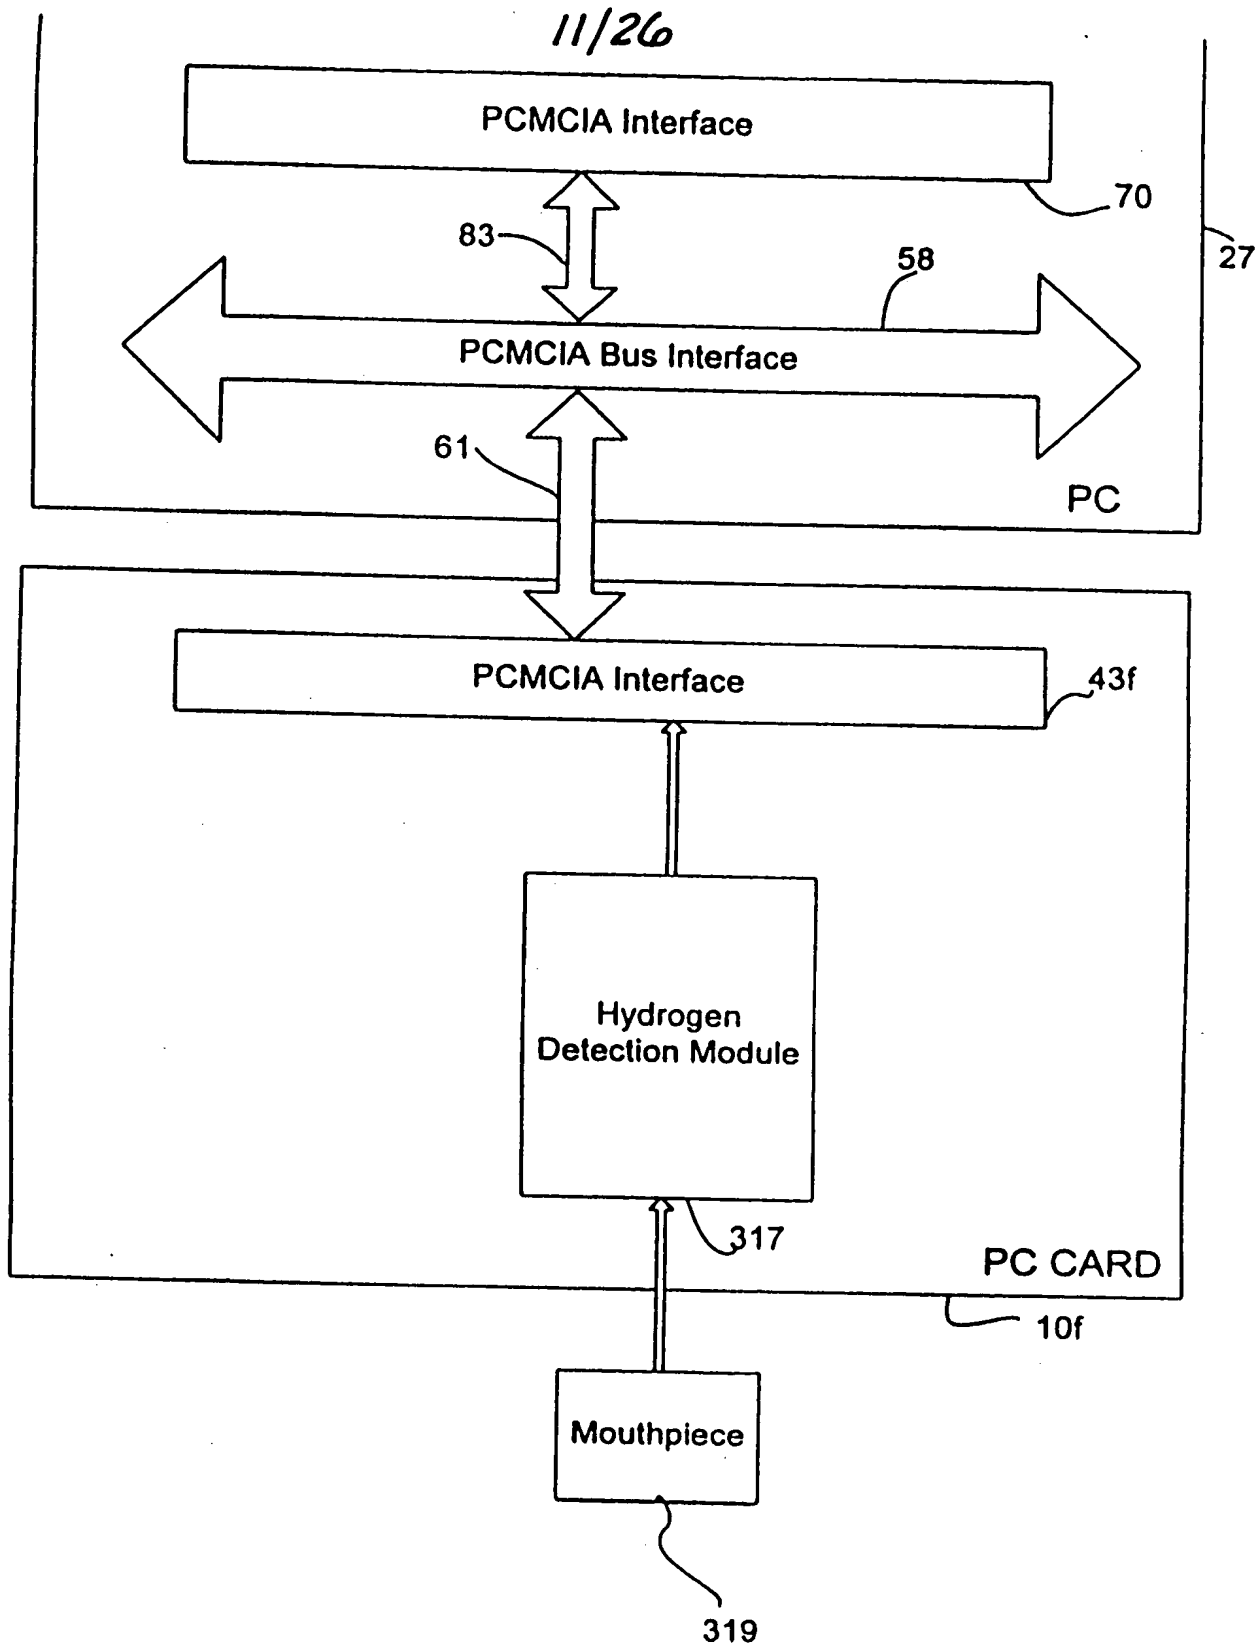 11/26
PCMCIA Interface
70
83
27
58
PCMCIA Bus Interface
61
PC
PCMCIA Interface
43f
Hydrogen
Detection Module
317
PC CARD
10f
Mouthpiece
319